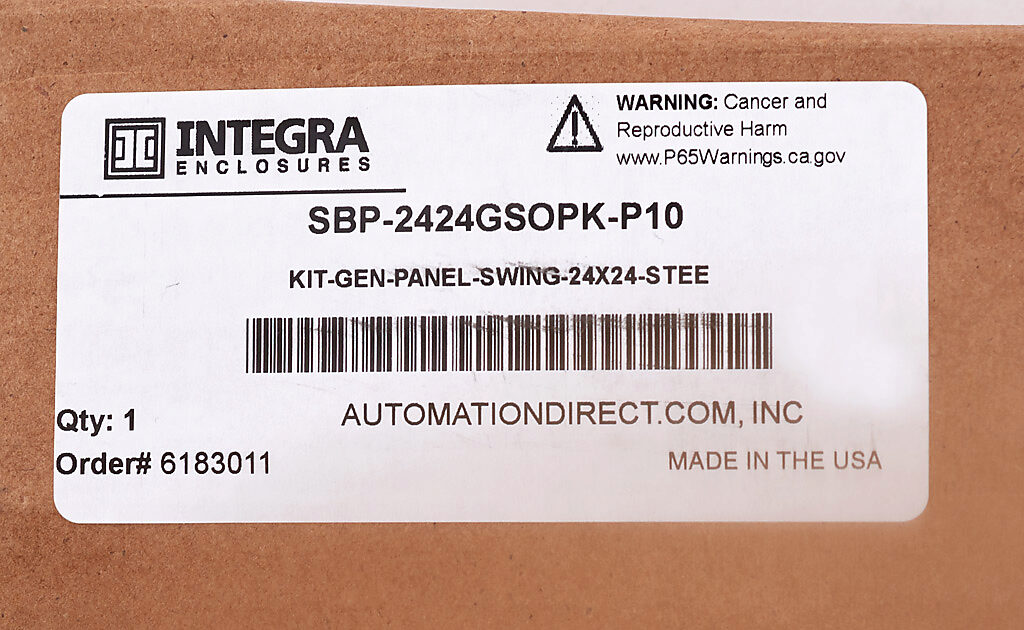 INTEGRA
ENCLOSURES
WARNING: Cancer and
Reproductive Harm
www.P65Warnings.ca.gov
SBP-2424GSOPK-P10
KIT-GEN-PANEL-SWING-24X24-STEE
Qty: 1
AUTOMATIONDIRECT.COM, INC
Order# 6183011
MADE IN THE USA